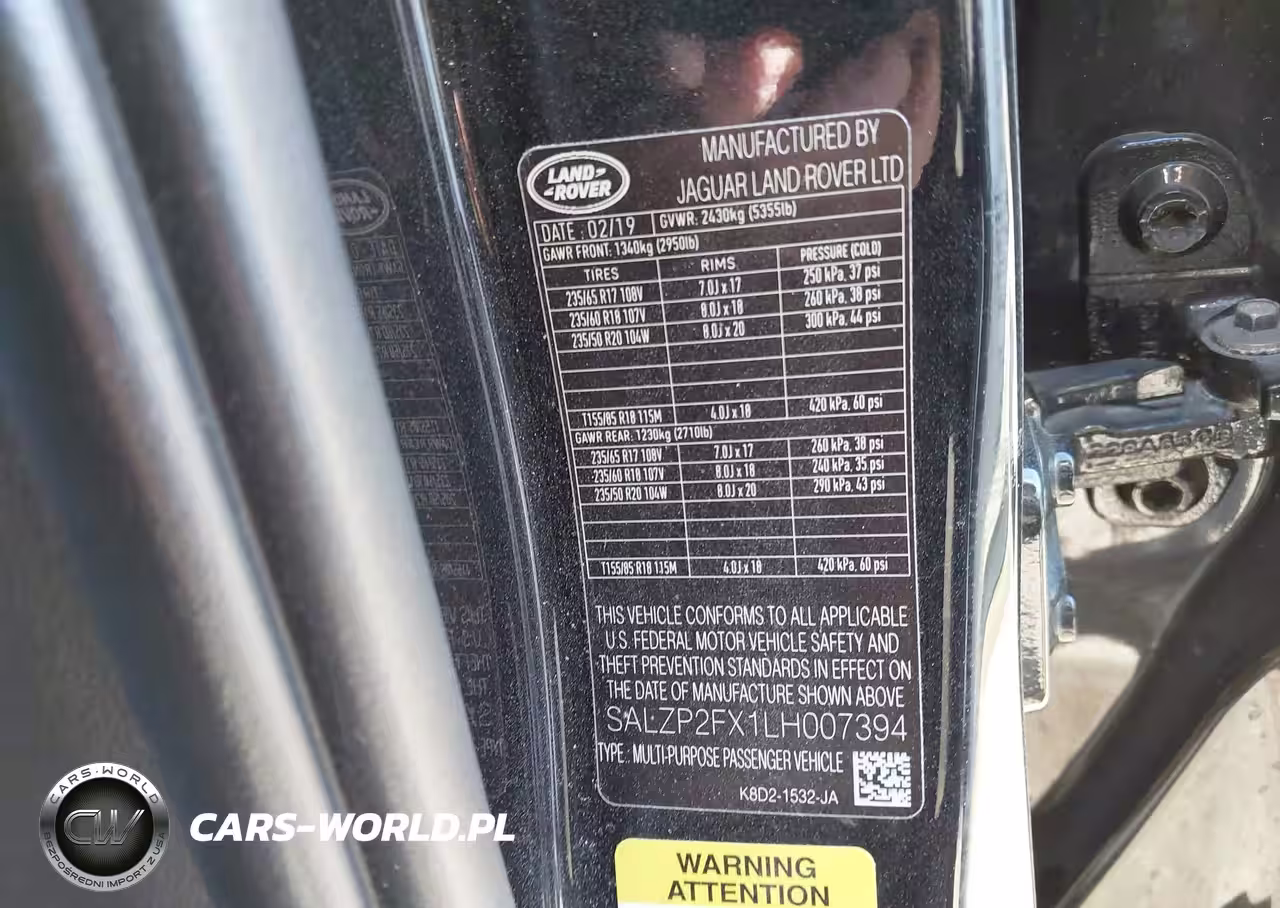 LAND ROVER
MANUFACTURED BY
JAGUAR LAND ROVER LTD
DATE : 02/19 GVWR: 2430kg (5355lb)
GAWR FRONT: 1340kg (2950lb)
TIRES RIMS PRESSURE (COLD)
235/65 R17 108V 7.0J x 17 250 kPa, 37 psi
235/60 R18 107V 8.0J x 18 260 kPa, 38 psi
235/50 R20 104W 8.0J x 20 300 kPa, 44 psi
T155/85 R18 115M 4.0J x 18 420 kPa, 60 psi
GAWR REAR: 1230kg (2710lb)
235/65 R17 108V 7.0J x 17 260 kPa, 38 psi
235/60 R18 107V 8.0J x 18 240 kPa, 35 psi
235/50 R20 104W 8.0J x 20 290 kPa, 43 psi
T155/85 R18 115M 4.0J x 18 420 kPa, 60 psi
THIS VEHICLE CONFORMS TO ALL APPLICABLE
U.S. FEDERAL MOTOR VEHICLE SAFETY AND
THEFT PREVENTION STANDARDS IN EFFECT ON
THE DATE OF MANUFACTURE SHOWN ABOVE
SALZP2FX1LH007394
TYPE : MULTI-PURPOSE PASSENGER VEHICLE
K8D2-1532-JA
WARNING
ATTENTION
CARS-WORLD
CW
BEZPOŚREDNI IMPORT Z USA
CARS-WORLD.PL